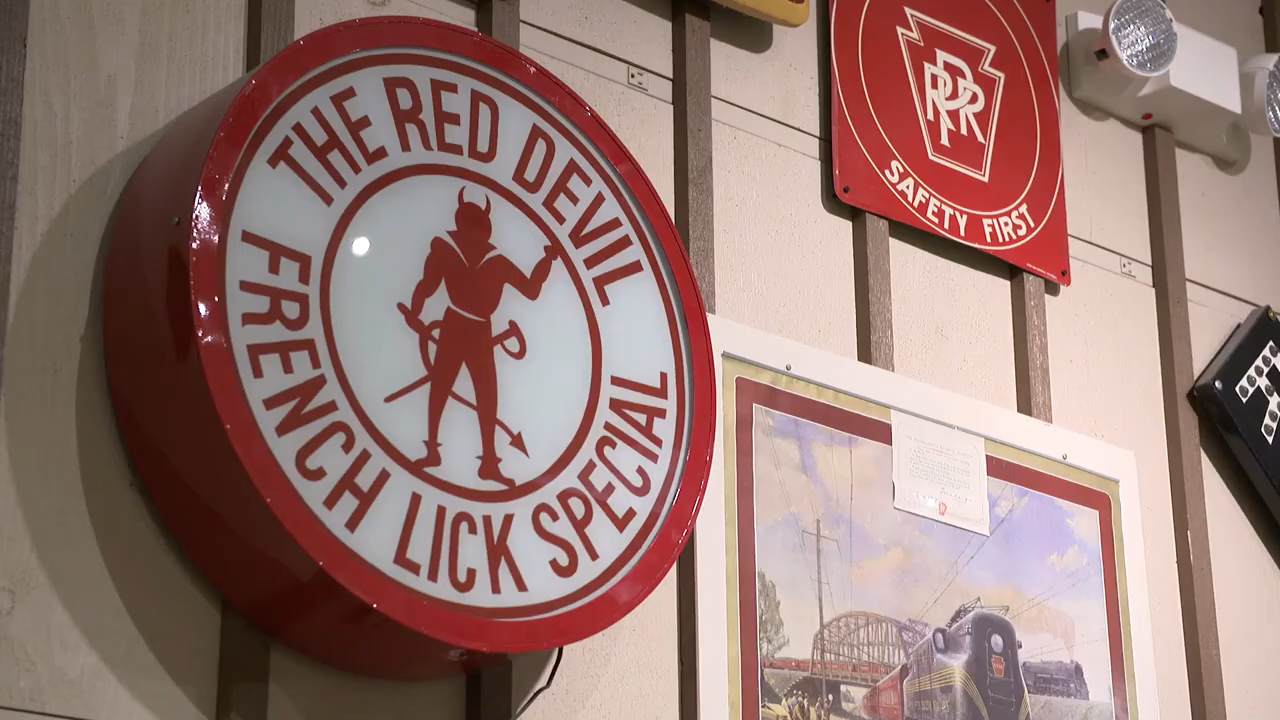 THE RED DEVIL
FRENCH LICK SPECIAL
PRR
SAFETY FIRST